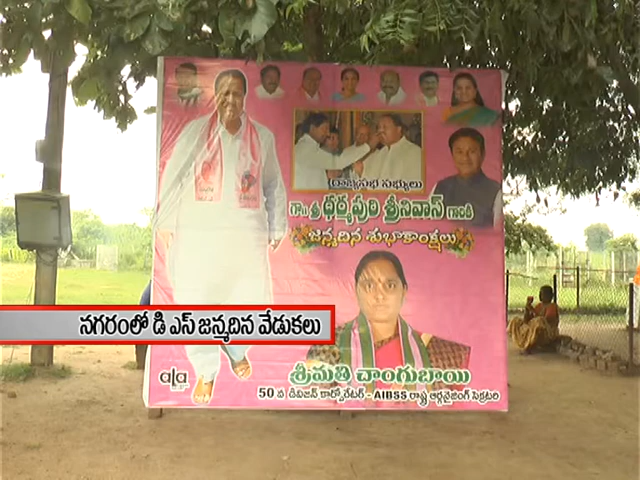 రాజ్యసభ సభ్యులు
గౌ॥శ్రీ ధర్మపురి శ్రీనివాస్ గారికి
జన్మదిన శుభాకాంక్షలు
నగరంలో డి ఎస్ జన్మదిన వేడుకలు
ala
శ్రీమతి చాంగుబాయి
50 వ డివిజన్ కార్పోరేటర్ - AIBSS రాష్ట్ర ఆర్గనైజింగ్ సెక్రటరి